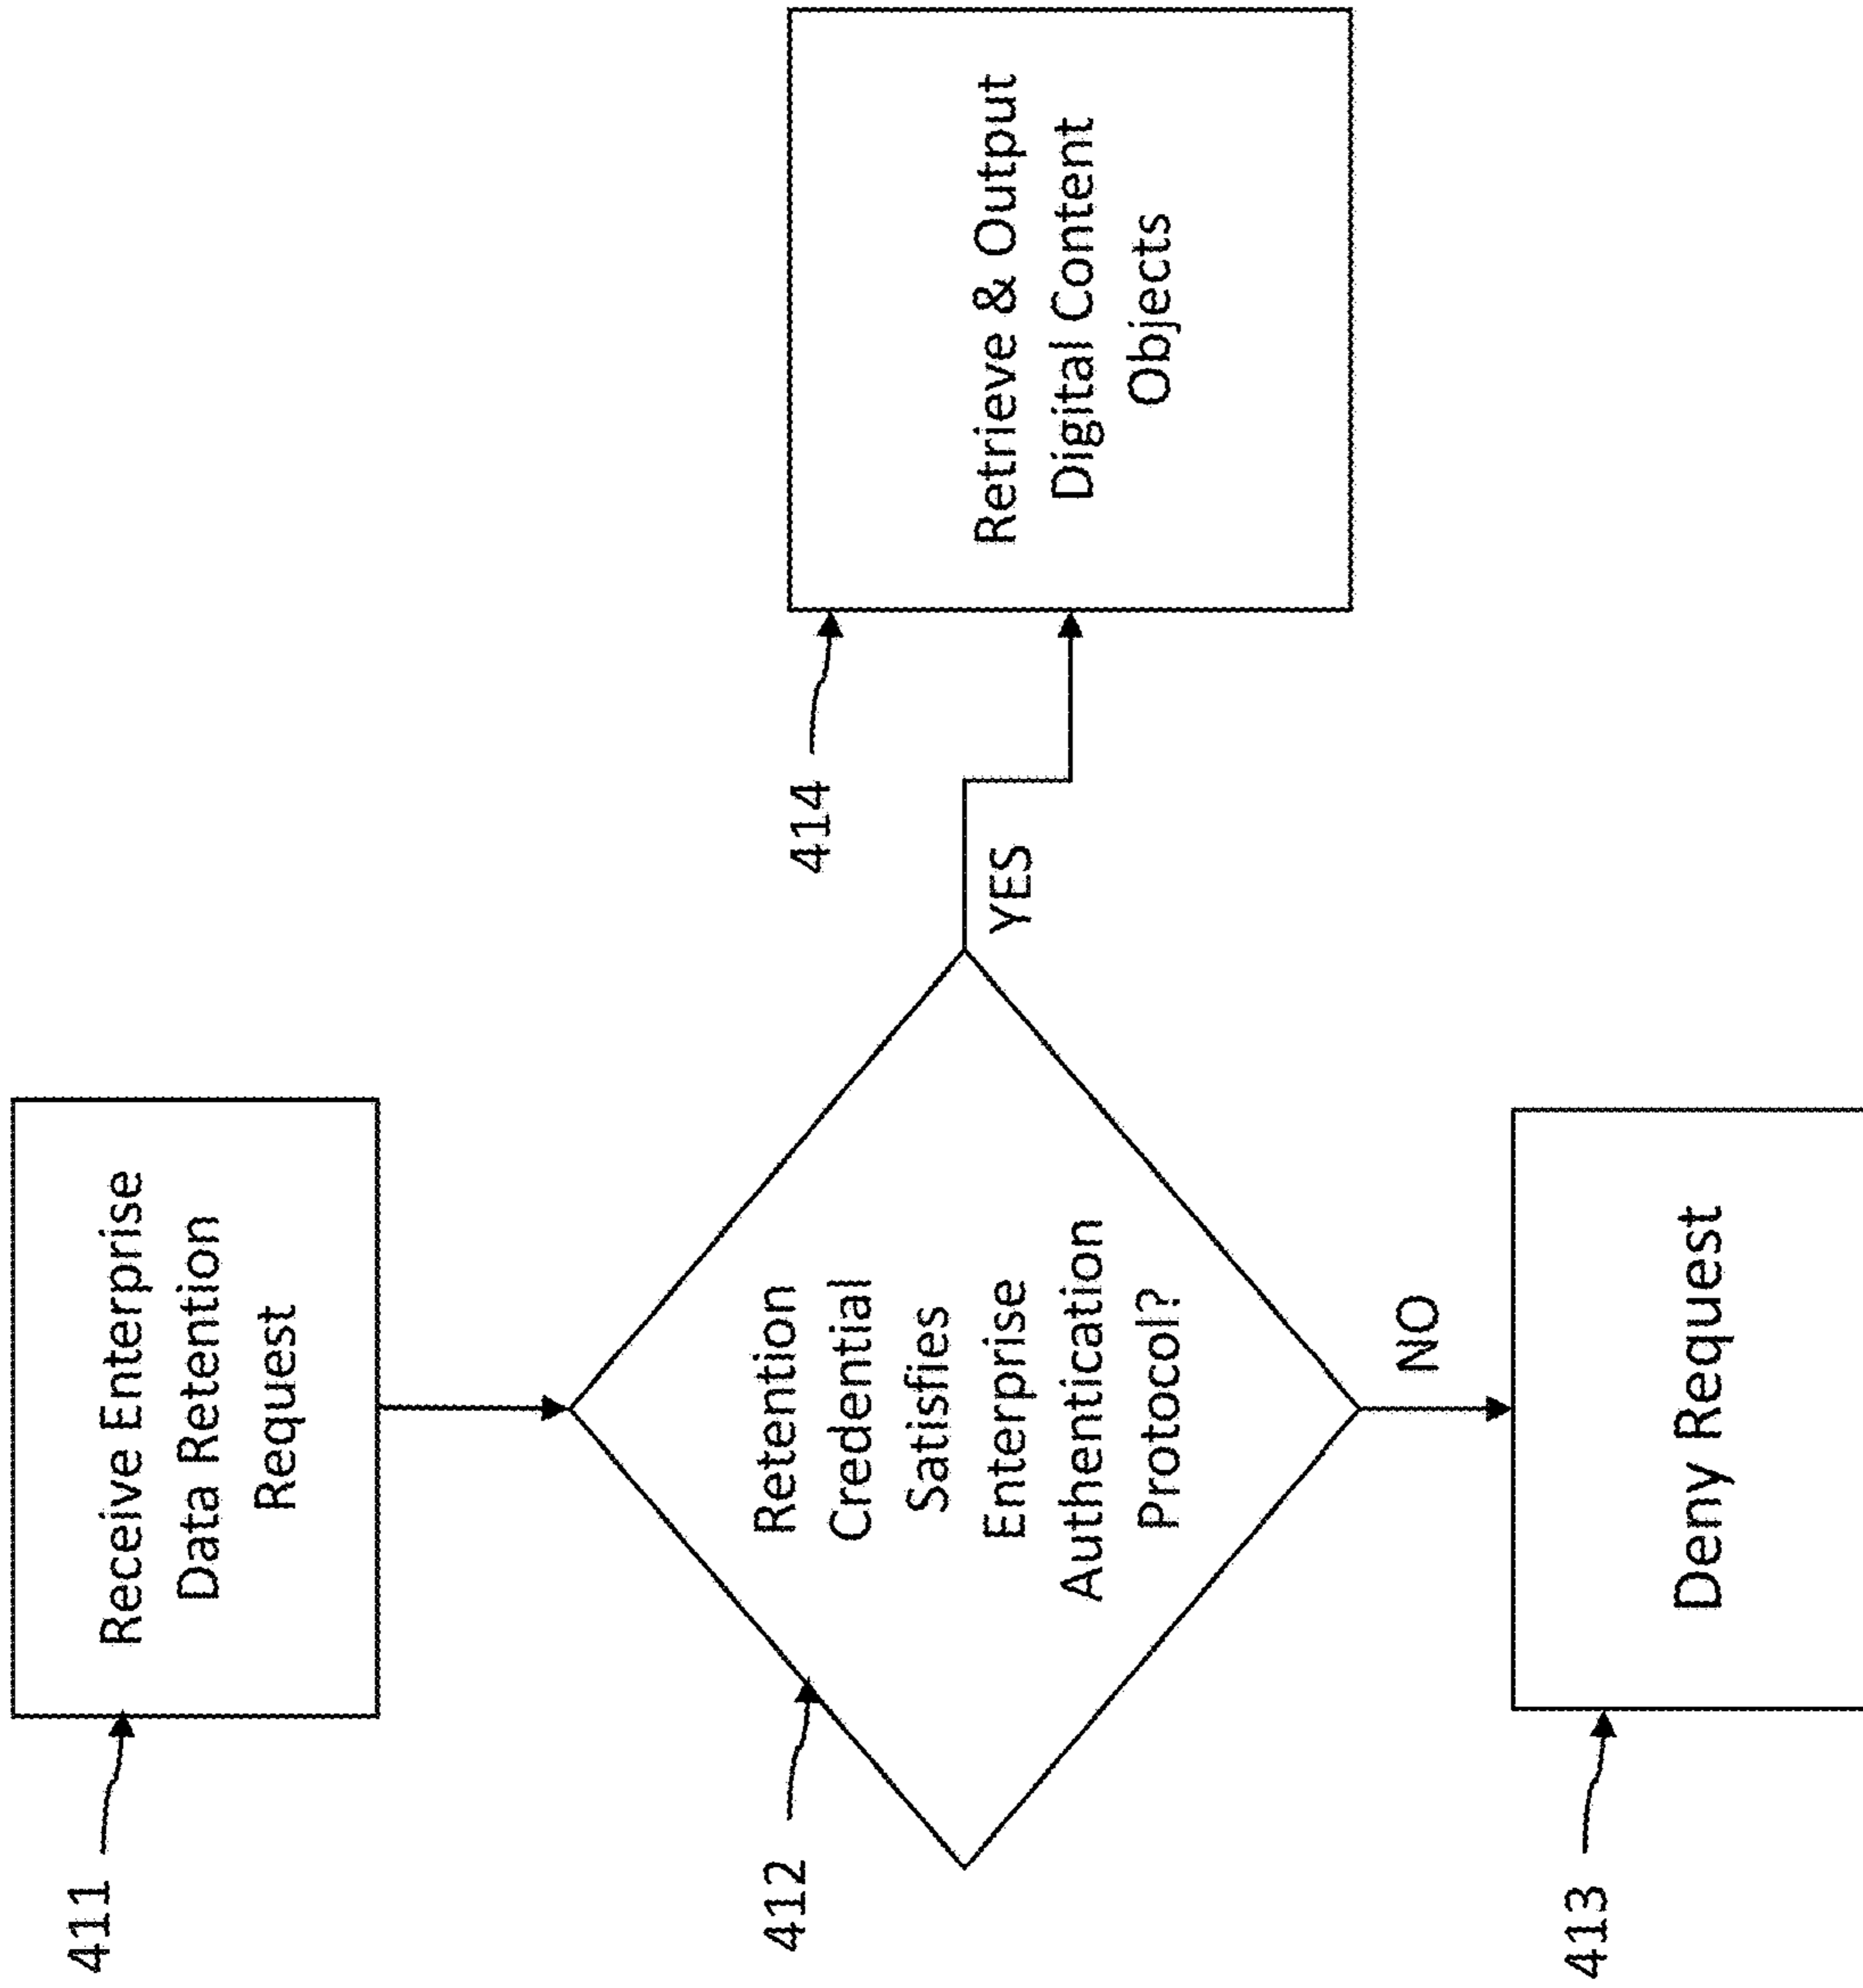 411
Receive Enterprise
Data Retention
Request
412
Retention
Credential
Satisfies
Enterprise
Authentication
Protocol?
YES
414
Retrieve & Output
Digital Content
Objects
NO
413
Deny Request